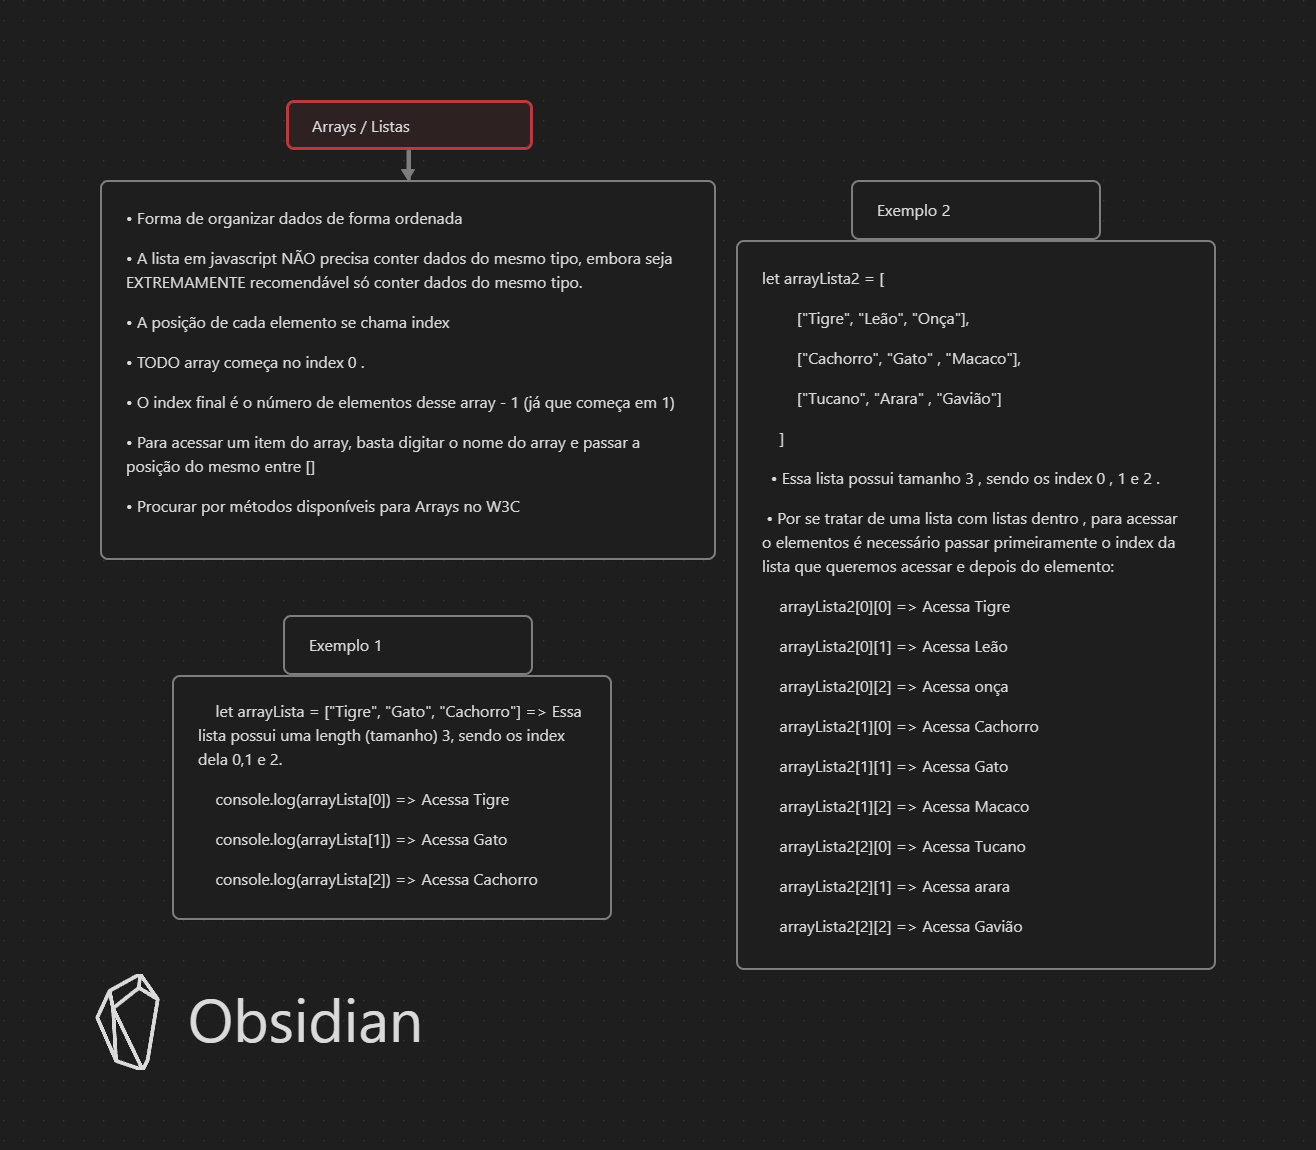 Arrays / Listas
• Forma de organizar dados de forma ordenada
• A lista em javascript NÃO precisa conter dados do mesmo tipo, embora seja
EXTREMAMENTE recomendável só conter dados do mesmo tipo.
• A posição de cada elemento se chama index
• TODO array começa no index 0 .
• O index final é o número de elementos desse array - 1 (já que começa em 1)
• Para acessar um item do array, basta digitar o nome do array e passar a
posição do mesmo entre []
• Procurar por métodos disponíveis para Arrays no W3C
Exemplo 1
let arrayLista = ["Tigre", "Gato", "Cachorro"] => Essa
lista possui uma length (tamanho) 3, sendo os index
dela 0,1 e 2.
console.log(arrayLista[0]) => Acessa Tigre
console.log(arrayLista[1]) => Acessa Gato
console.log(arrayLista[2]) => Acessa Cachorro
Exemplo 2
let arrayLista2 = [
["Tigre", "Leão", "Onça"],
["Cachorro", "Gato" , "Macaco"],
["Tucano", "Arara" , "Gavião"]
]
• Essa lista possui tamanho 3 , sendo os index 0 , 1 e 2 .
• Por se tratar de uma lista com listas dentro , para acessar
o elementos é necessário passar primeiramente o index da
lista que queremos acessar e depois do elemento:
arrayLista2[0][0] => Acessa Tigre
arrayLista2[0][1] => Acessa Leão
arrayLista2[0][2] => Acessa onça
arrayLista2[1][0] => Acessa Cachorro
arrayLista2[1][1] => Acessa Gato
arrayLista2[1][2] => Acessa Macaco
arrayLista2[2][0] => Acessa Tucano
arrayLista2[2][1] => Acessa arara
arrayLista2[2][2] => Acessa Gavião
Obsidian